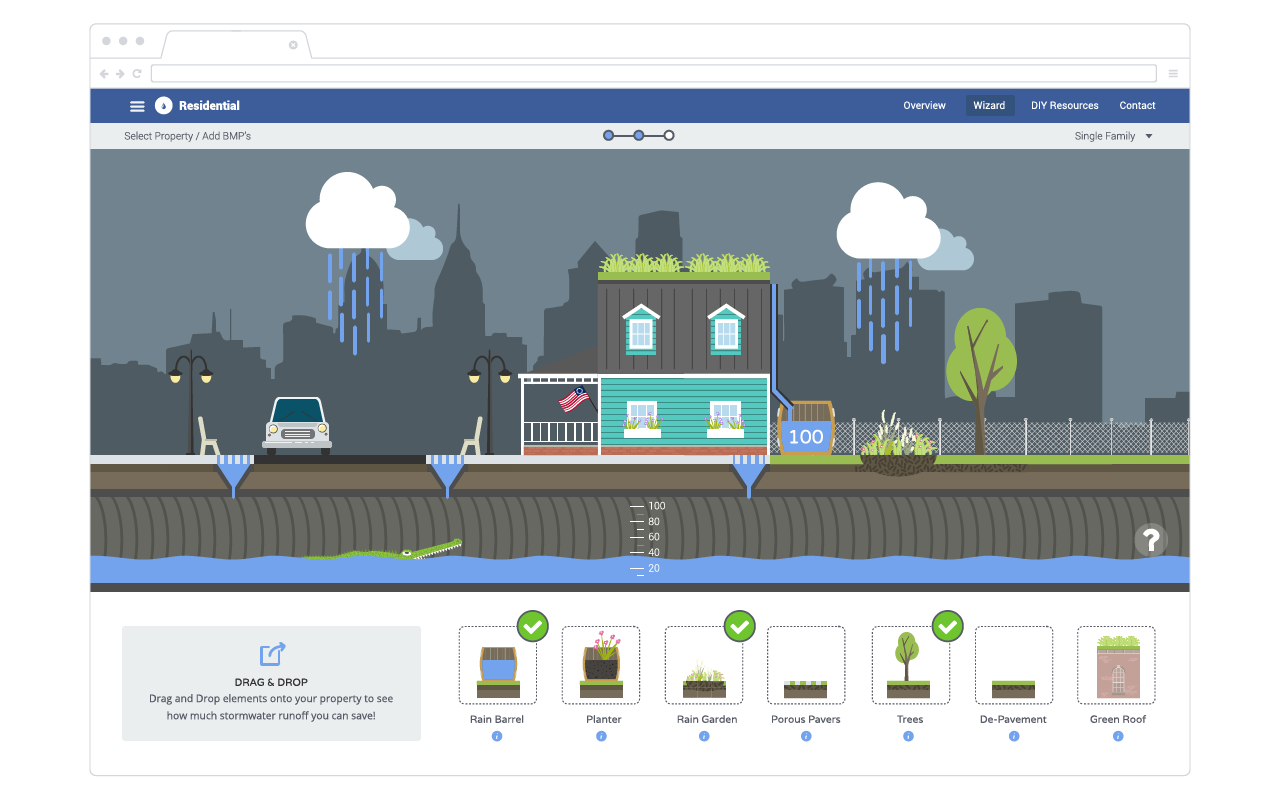 Residential
Overview
Wizard
DIY Resources
Contact
Select Property / Add BMP's
Single Family
100
100
80
60
40
20
?
DRAG & DROP
Drag and Drop elements onto your property to see
how much stormwater runoff you can save!
Rain Barrel
Planter
Rain Garden
Porous Pavers
Trees
De-Pavement
Green Roof
i
i
i
i
i
i
i